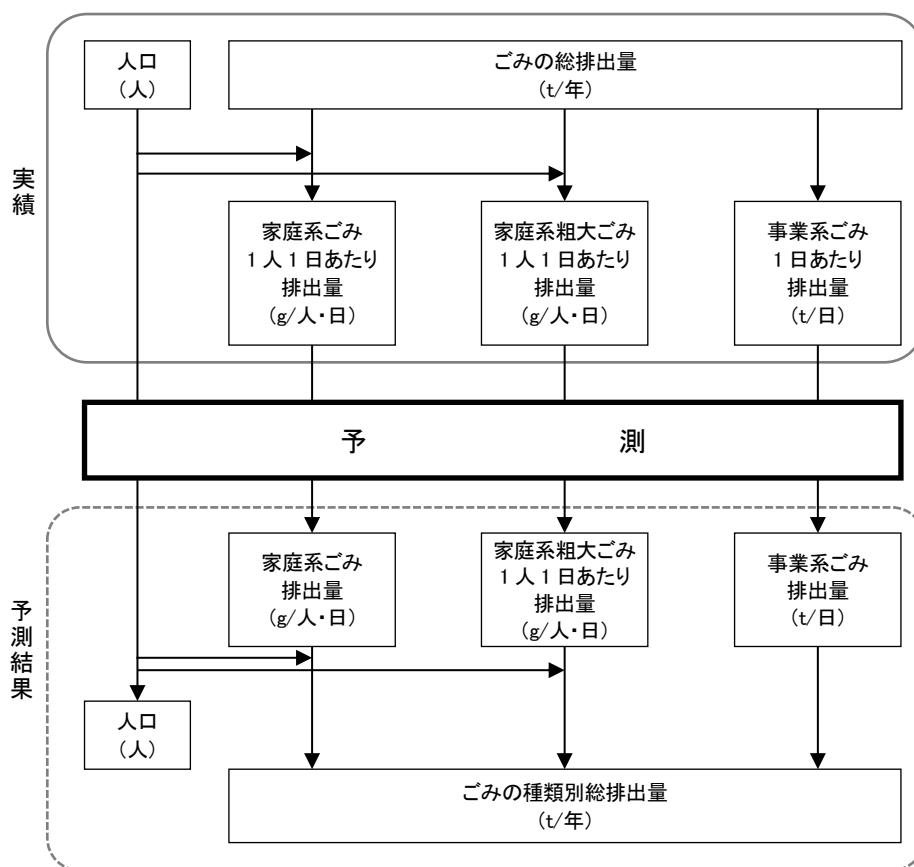 人口
（人）
ごみの総排出量
（t/年）
実績
家庭系ごみ
１人１日あたり
排出量
（g/人・日）
家庭系粗大ごみ
１人１日あたり
排出量
（g/人・日）
事業系ごみ
１日あたり
排出量
（t/日）
予測
予測結果
家庭系ごみ
排出量
（g/人・日）
家庭系粗大ごみ
１人１日あたり
排出量
（g/人・日）
事業系ごみ
排出量
（t/日）
人口
（人）
ごみの種類別総排出量
（t/年）